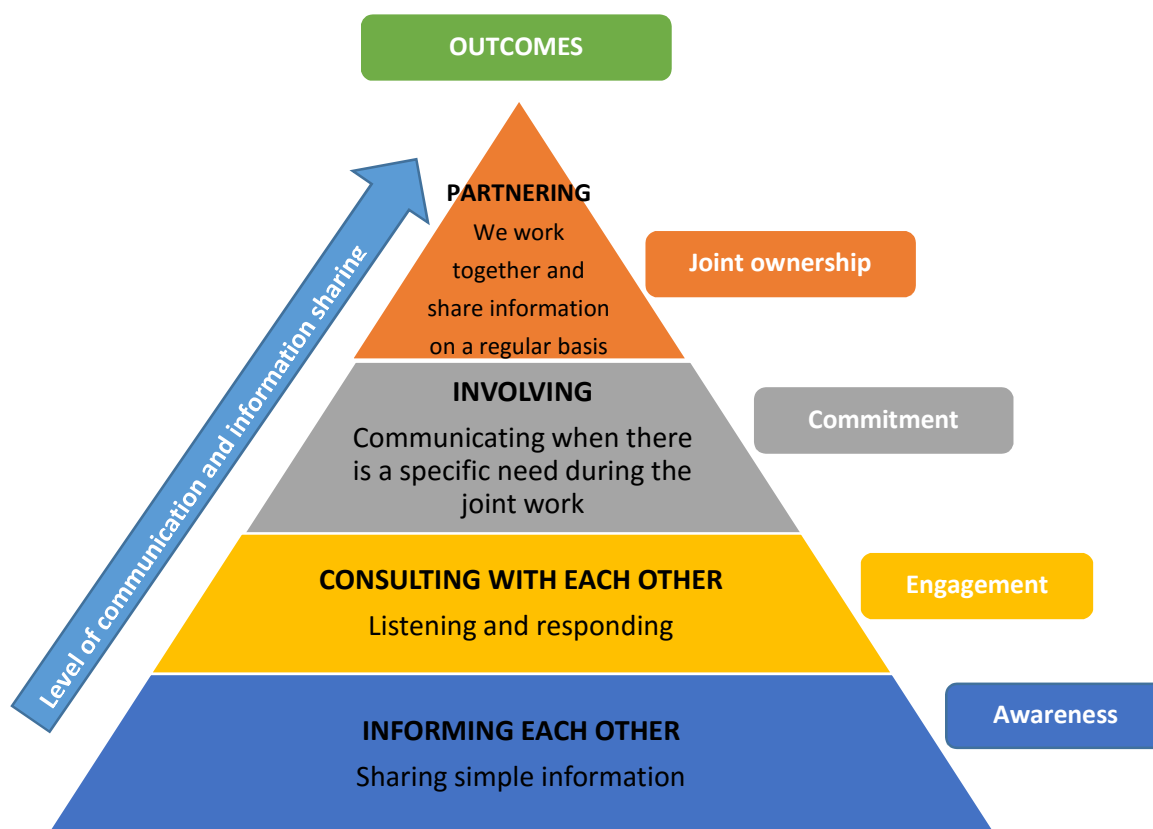 OUTCOMES
PARTNERING
We work
together and
share information
on a regular basis
Joint ownership
Level of communication and information sharing
INVOLVING
Communicating when there
is a specific need during the
joint work
Commitment
CONSULTING WITH EACH OTHER
Listening and responding
Engagement
INFORMING EACH OTHER
Sharing simple information
Awareness